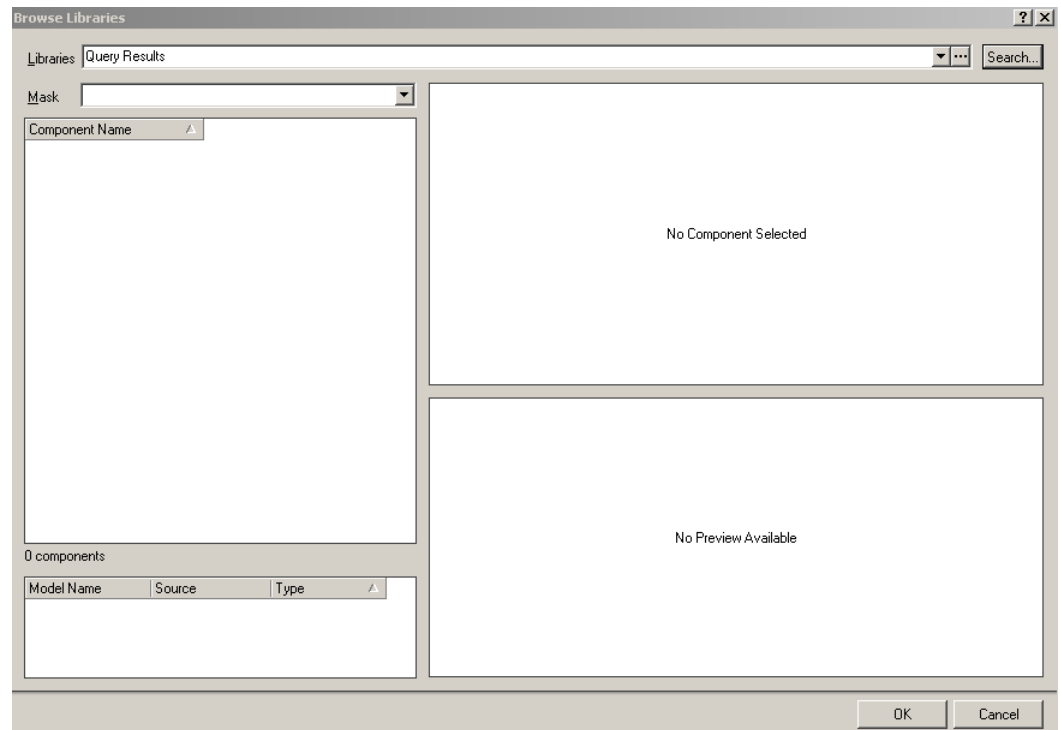 Browse Libraries
Libraries Query Results Search...
Mask
Component Name
No Component Selected
No Preview Available
0 components
Model Name Source Type
OK Cancel